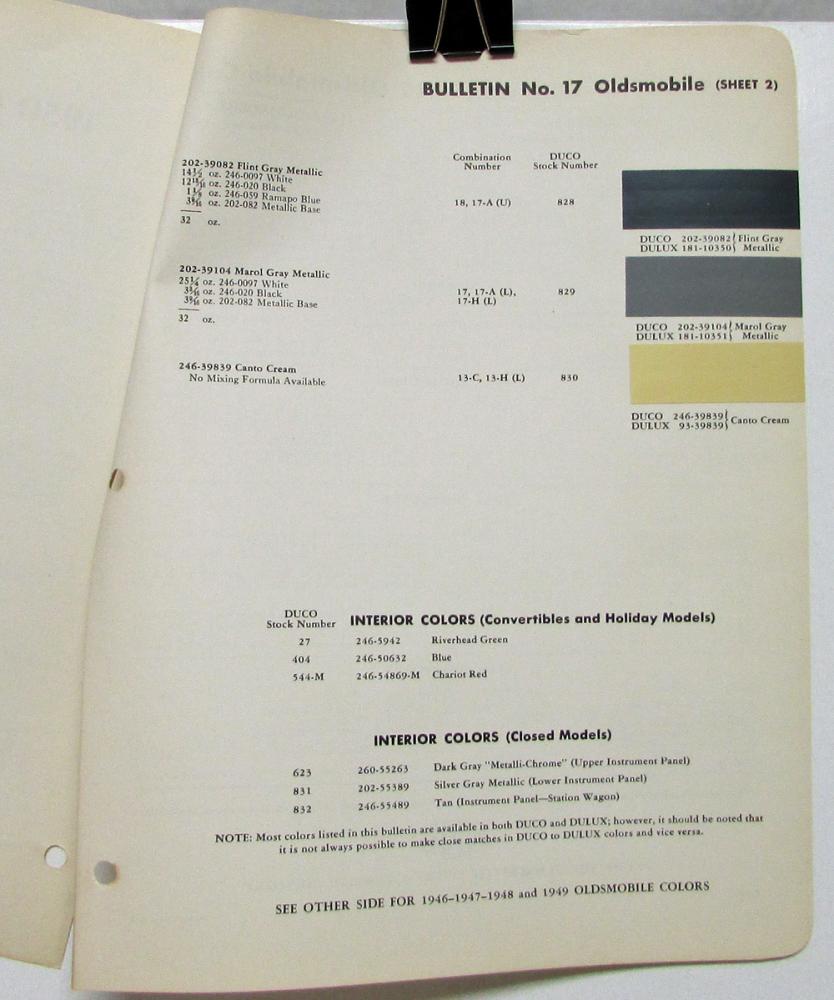 BULLETIN No. 17 Oldsmobile (SHEET 2)
Combination Number
DUCO Stock Number
202-39082 Flint Gray Metallic
14½ oz. 246-0097 White
oz. 246-020 Black
oz. 246-059 Ramapo Blue
oz. 202-082 Metallic Base
32 oz.
18, 17-A (U)
828
DUCO 202-39082 } Flint Gray
DULUX 181-10350 } Metallic
202-39104 Marol Gray Metallic
25¼ oz. 246-0097 White
oz. 246-020 Black
oz. 202-082 Metallic Base
32 oz.
17, 17-A (L),
17-H (L)
829
DUCO 202-39104 } Marol Gray
DULUX 181-10351 } Metallic
246-39839 Canto Cream
No Mixing Formula Available
13-C, 13-H (L)
830
DUCO 246-39839 } Canto Cream
DULUX 93-39839 }
DUCO
Stock Number
INTERIOR COLORS (Convertibles and Holiday Models)
27 246-5942 Riverhead Green
404 246-50632 Blue
544-M 246-54869-M Chariot Red
INTERIOR COLORS (Closed Models)
623 260-55263 Dark Gray "Metalli-Chrome" (Upper Instrument Panel)
831 202-55389 Silver Gray Metallic (Lower Instrument Panel)
832 246-55489 Tan (Instrument Panel—Station Wagon)
NOTE: Most colors listed in this bulletin are available in both DUCO and DULUX; however, it should be noted that
it is not always possible to make close matches in DUCO to DULUX colors and vice versa.
SEE OTHER SIDE FOR 1946-1947-1948 and 1949 OLDSMOBILE COLORS